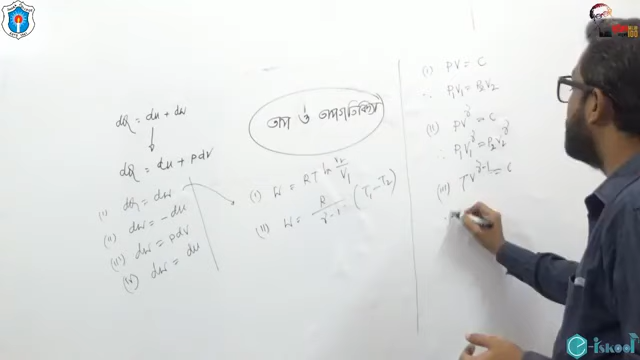 তাপ ও তাপগতিবিদ্যা
dQ = du + dw
dQ = du + pdv
(i) dQ = dw
(ii) dw = -du
(iii) dw = pdv
(iv) dw = du
(i) W = RT ln V₂/V₁
(ii) W = R/γ-1 (T₁ - T₂)
(i) PV = C
∴ P₁V₁ = P₂V₂
(ii) PV^γ = C
∴ P₁V₁^γ = P₂V₂^γ
(iii) TV^γ-1 = C
e-iskool